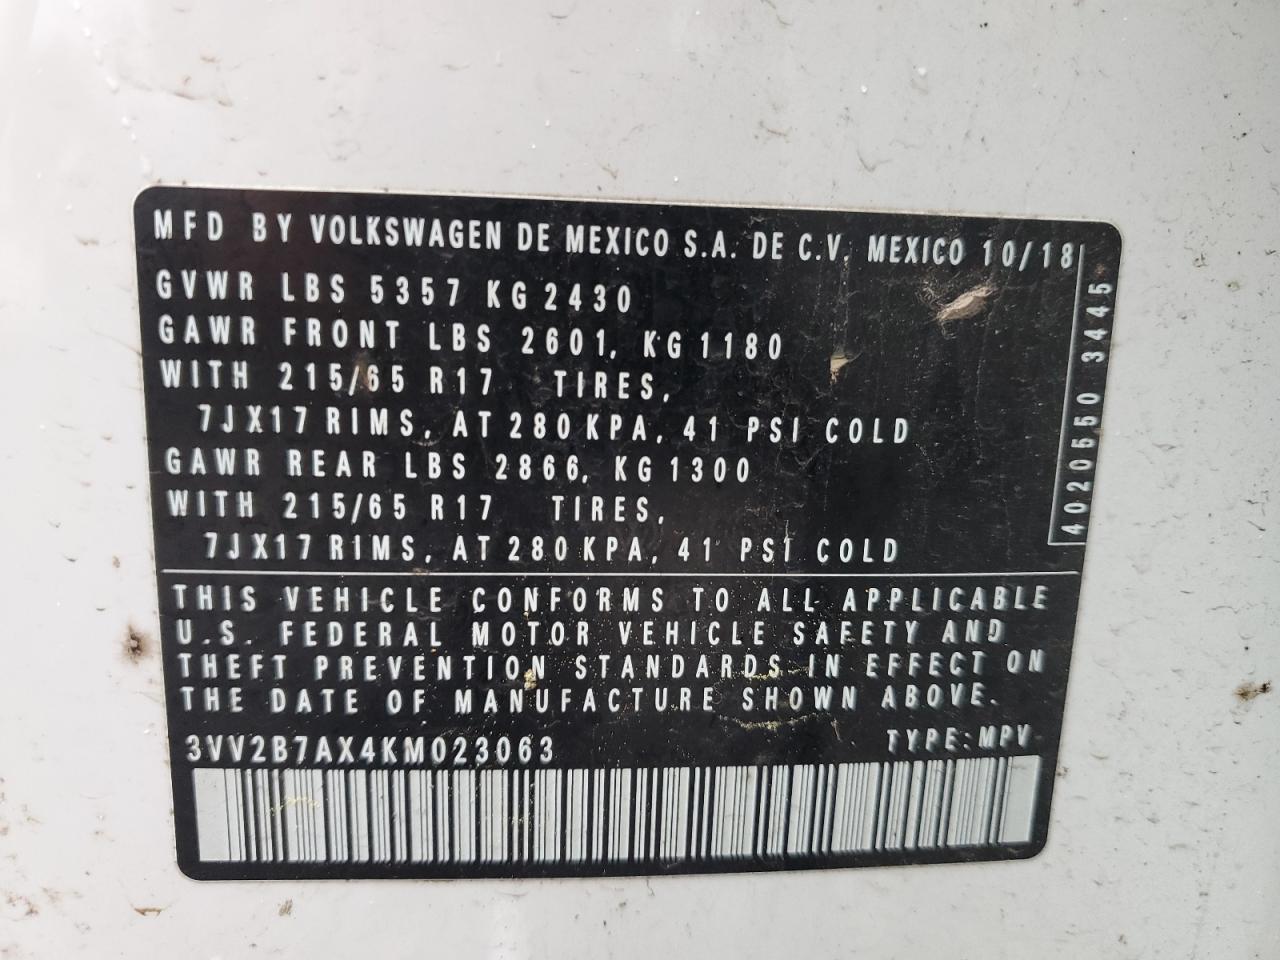 MFD BY VOLKSWAGEN DE MEXICO S.A. DE C.V. MEXICO 10/18
GVWR LBS 5357 KG 2430
GAWR FRONT LBS 2601, KG 1180
WITH 215/65 R17 TIRES,
7JX17 RIMS, AT 280 KPA, 41 PSI COLD
GAWR REAR LBS 2866, KG 1300
WITH 215/65 R17 TIRES,
7JX17 RIMS, AT 280 KPA, 41 PSI COLD
4020550 3445
THIS VEHICLE CONFORMS TO ALL APPLICABLE
U.S. FEDERAL MOTOR VEHICLE SAFETY AND
THEFT PREVENTION STANDARDS IN EFFECT ON
THE DATE OF MANUFACTURE SHOWN ABOVE.
3VV2B7AX4KM023063 TYPE: MPV